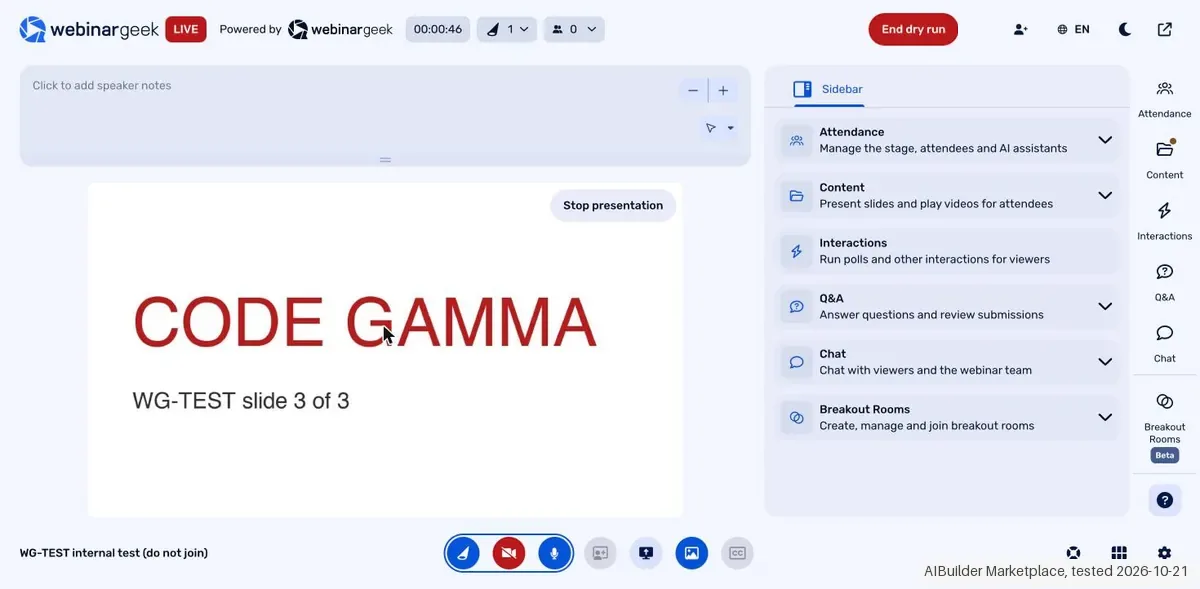 webinargeek LIVE Powered by webinargeek 00:00:46 1 0 End dry run EN
Click to add speaker notes
Stop presentation
CODE GAMMA
WG-TEST slide 3 of 3
Sidebar
Attendance
Manage the stage, attendees and AI assistants
Content
Present slides and play videos for attendees
Interactions
Run polls and other interactions for viewers
Q&A
Answer questions and review submissions
Chat
Chat with viewers and the webinar team
Breakout Rooms
Create, manage and join breakout rooms
Attendance
Content
Interactions
Q&A
Chat
Breakout
Rooms
Beta
WG-TEST internal test (do not join)
CC
AIBuilder Marketplace, tested 2026-10-21